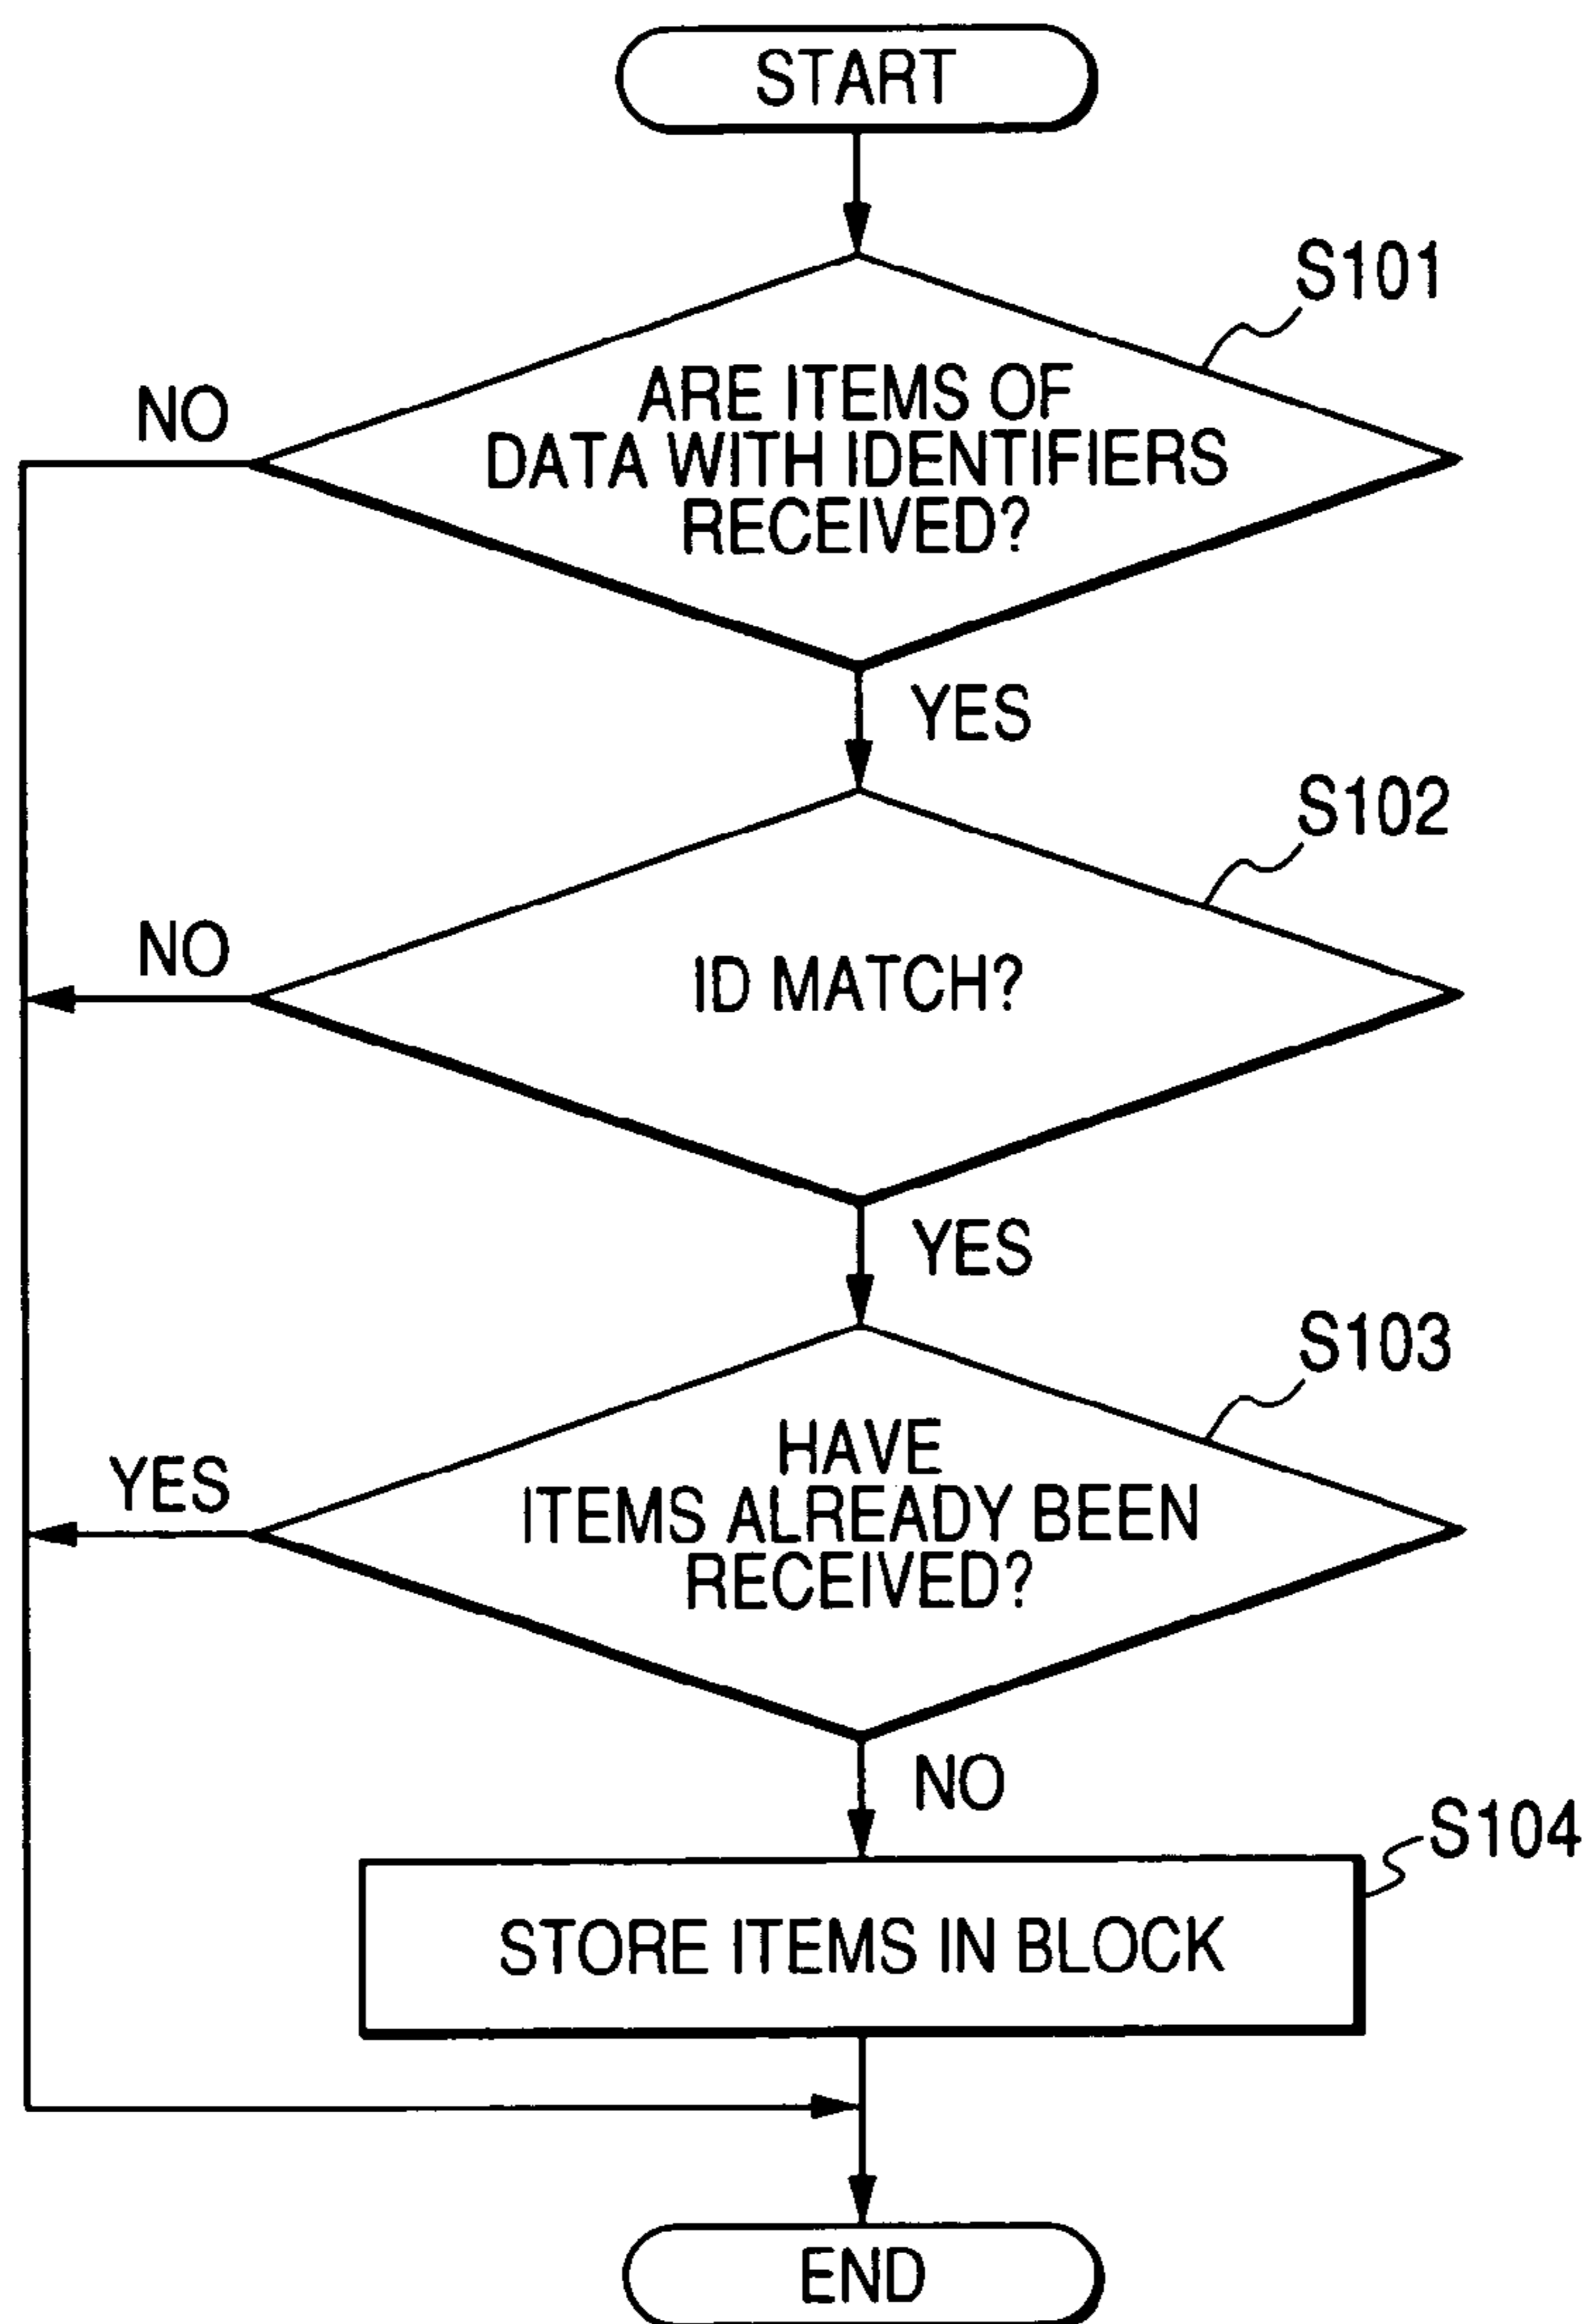 START
S101
NO
ARE ITEMS OF
DATA WITH IDENTIFIERS
RECEIVED?
YES
S102
NO
ID MATCH?
YES
S103
YES
HAVE
ITEMS ALREADY BEEN
RECEIVED?
NO
S104
STORE ITEMS IN BLOCK
END